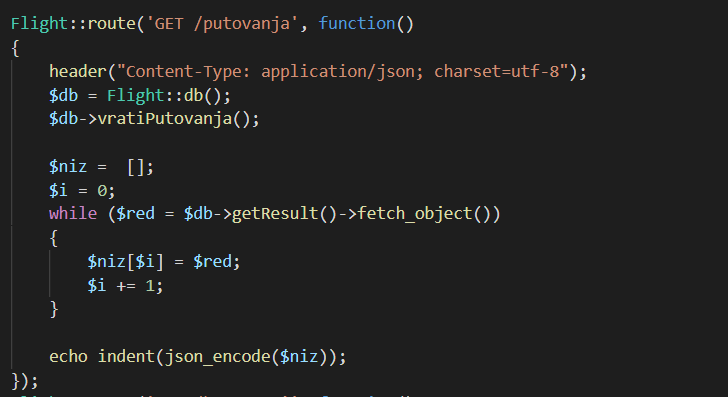 Flight::route('GET /putovanja', function()
{
    header("Content-Type: application/json; charset=utf-8");
    $db = Flight::db();
    $db->vratiPutovanja();

    $niz =  [];
    $i = 0;
    while ($red = $db->getResult()->fetch_object())
    {
        $niz[$i] = $red;
        $i += 1;
    }

    echo indent(json_encode($niz));
});